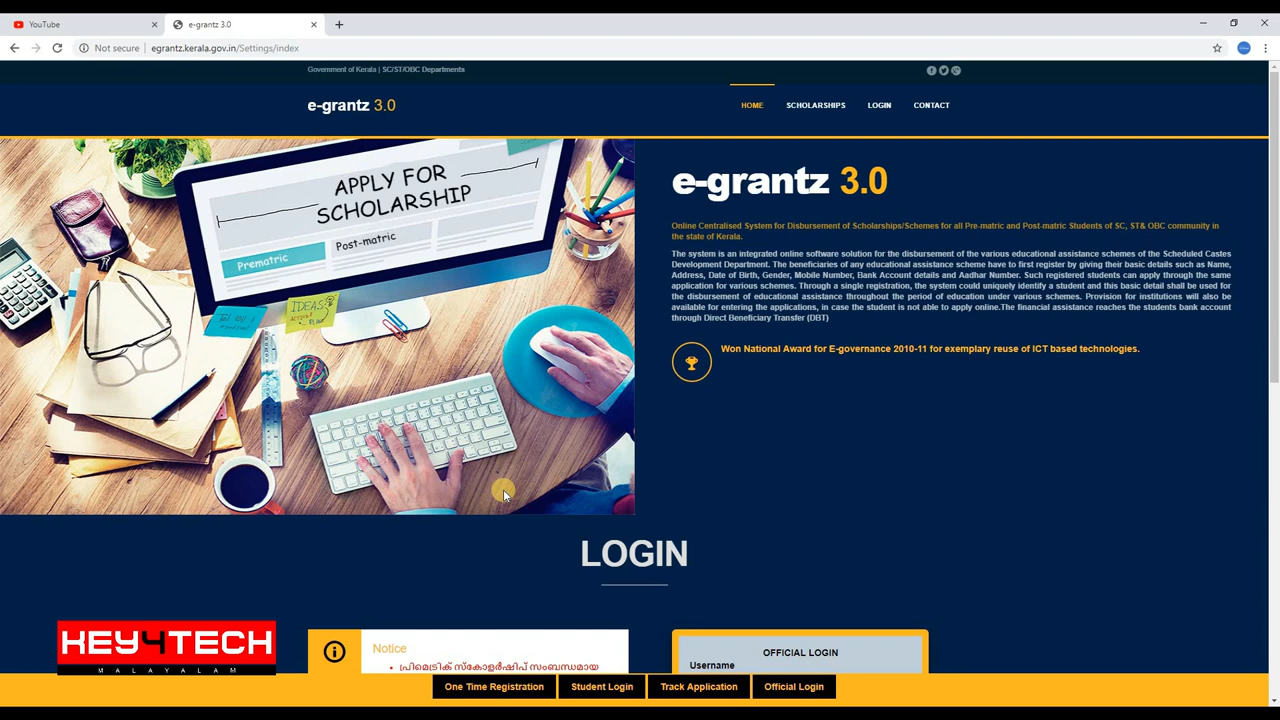 YouTube
e-grantz 3.0
Not secure
egrantz.kerala.gov.in/Settings/index
Government of Kerala | SC/ST/OBC Departments
e-grantz 3.0
HOME
SCHOLARSHIPS
LOGIN
CONTACT
APPLY FOR
SCHOLARSHIP
Prematric
Post-matric
IDEAS
e-grantz 3.0
Online Centralised System for Disbursement of Scholarships/Schemes for all Pre-matric and Post-matric Students of SC, ST& OBC community in
the state of Kerala.
The system is an integrated online software solution for the disbursement of the various educational assistance schemes of the Scheduled Castes
Development Department. The beneficiaries of any educational assistance scheme have to first register by giving their basic details such as Name,
Address, Date of Birth, Gender, Mobile Number, Bank Account details and Aadhar Number. Such registered students can apply through the same
application for various schemes. Through a single registration, the system could uniquely identify a student and this basic detail shall be used for
the disbursement of educational assistance throughout the period of education under various schemes. Provision for institutions will also be
available for entering the applications, in case the student is not able to apply online.The financial assistance reaches the students bank account
through Direct Beneficiary Transfer (DBT)
Won National Award for E-governance 2010-11 for exemplary reuse of ICT based technologies.
LOGIN
Notice
പ്രിമെട്രിക് സ്കോളർഷിപ് സംബന്ധമായ
OFFICIAL LOGIN
Username
KEY4TECH
MALAYALAM
One Time Registration
Student Login
Track Application
Official Login